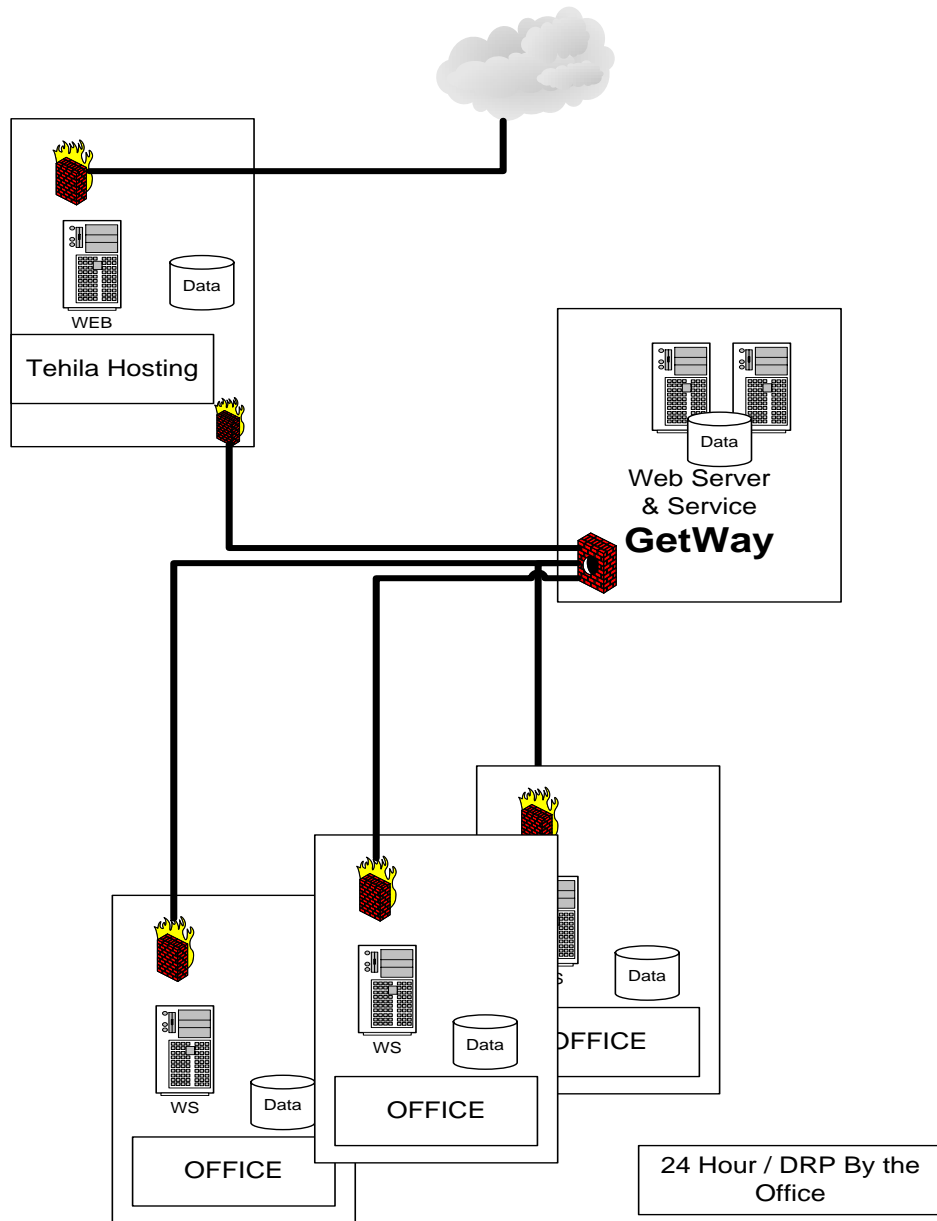 Data
WEB
Tehila Hosting
Data
Web Server
& Service
GetWay
Data
S
OFFICE
Data
WS
OFFICE
Data
WS
OFFICE
24 Hour / DRP By the
Office